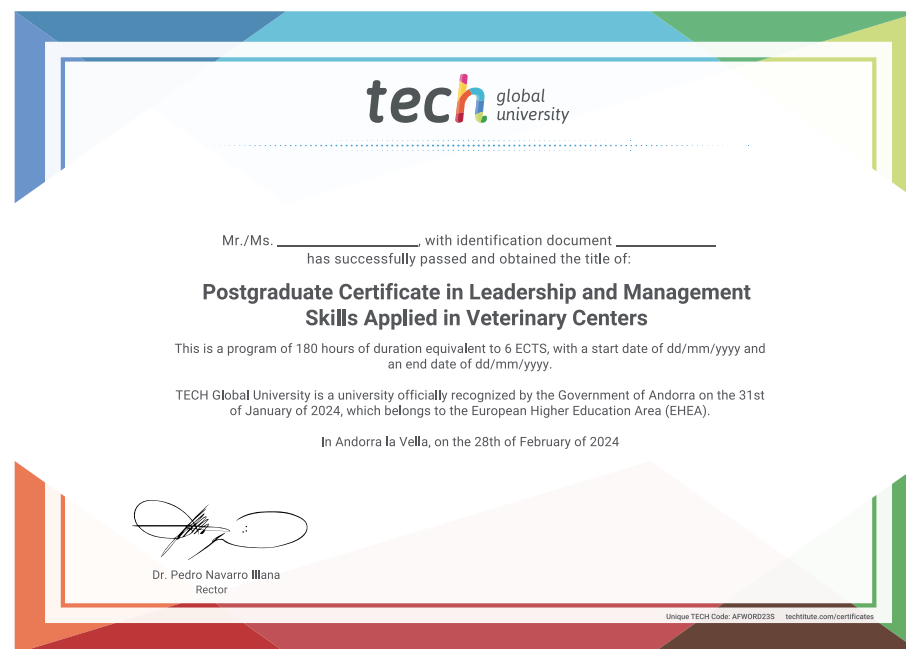 tech global university
Mr./Ms. ____________________, with identification document ______________
has successfully passed and obtained the title of:
Postgraduate Certificate in Leadership and Management
Skills Applied in Veterinary Centers
This is a program of 180 hours of duration equivalent to 6 ECTS, with a start date of dd/mm/yyyy and
an end date of dd/mm/yyyy.
TECH Global University is a university officially recognized by the Government of Andorra on the 31st
of January of 2024, which belongs to the European Higher Education Area (EHEA).
In Andorra la Vella, on the 28th of February of 2024
Dr. Pedro Navarro Illana
Rector
Unique TECH Code: AFWORD23S techtitute.com/certificates